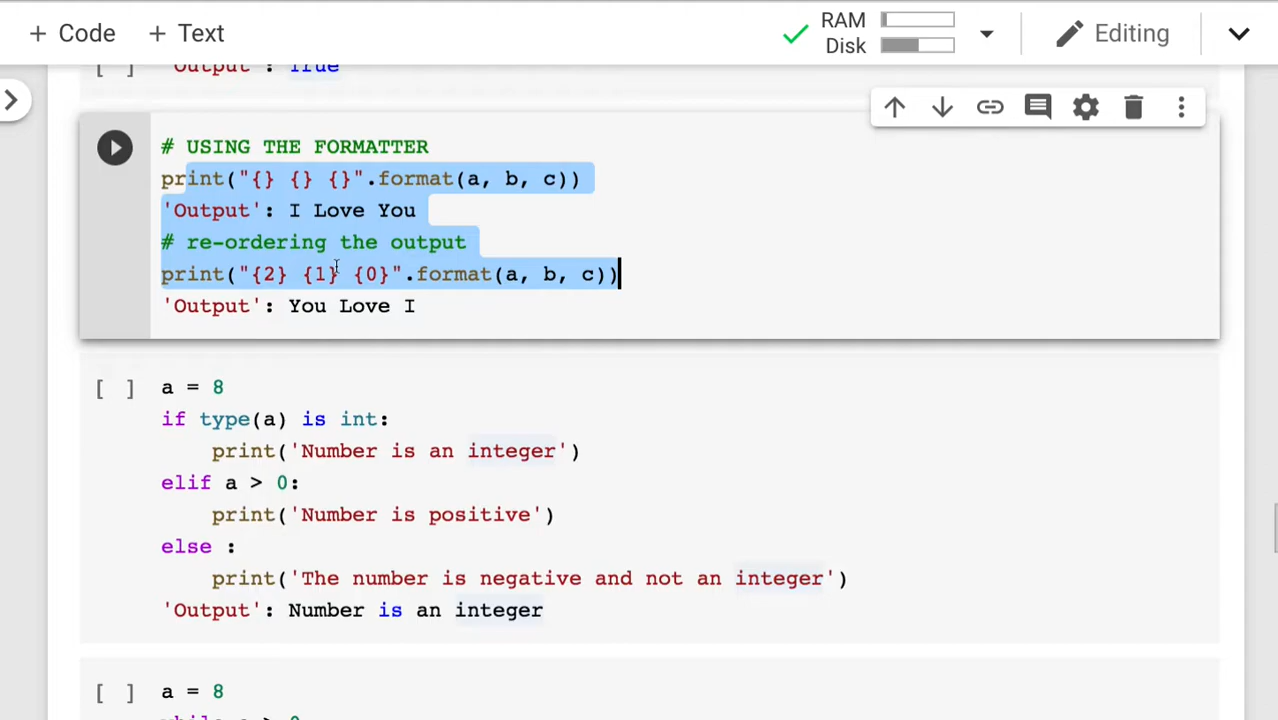 + Code + Text
RAM
Disk
Editing
[ ] 'Output': True
# USING THE FORMATTER
print("{} {} {}".format(a, b, c))
'Output': I Love You
# re-ordering the output
print("{2} {1} {0}".format(a, b, c))
'Output': You Love I
[ ] a = 8
if type(a) is int:
print('Number is an integer')
elif a > 0:
print('Number is positive')
else :
print('The number is negative and not an integer')
'Output': Number is an integer
[ ] a = 8
while a > 0